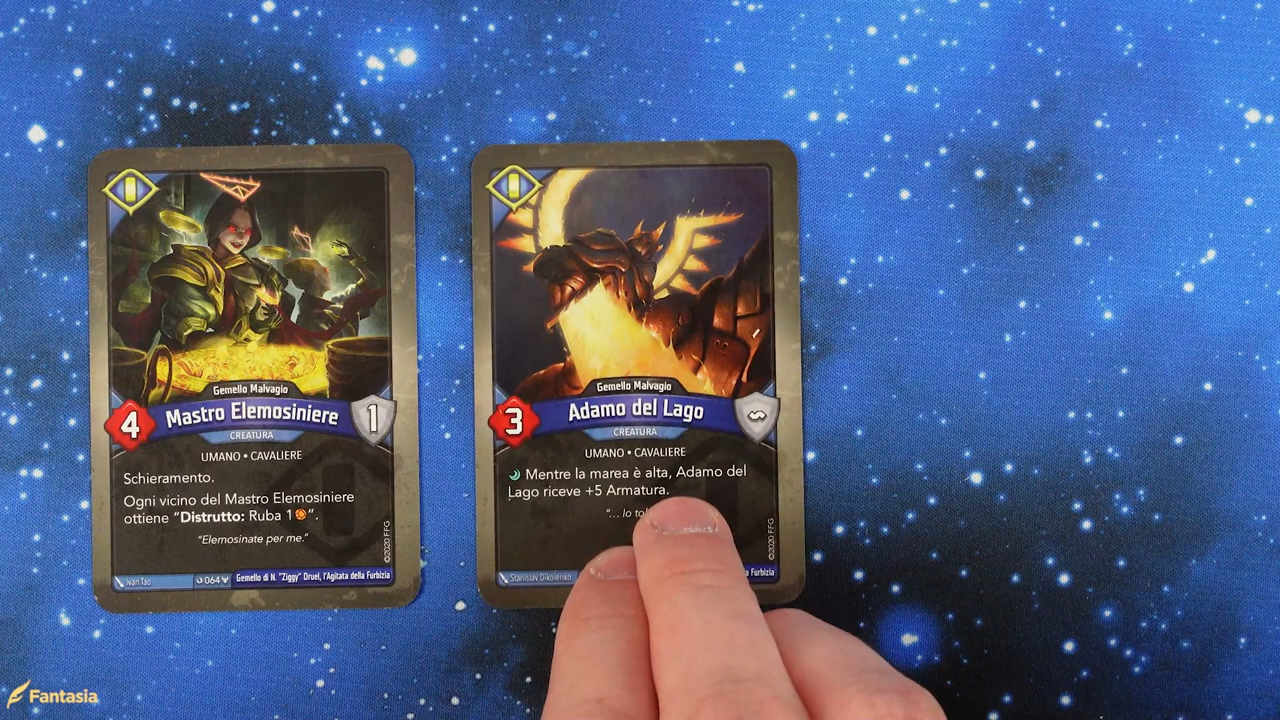 Gemello Malvagio
4
Mastro Elemosiniere
1
CREATURA
UMANO • CAVALIERE
Schieramento.
Ogni vicino del Mastro Elemosiniere
ottiene “Distrutto: Ruba 1”.
“Elemosinate per me.”
©2020 FFG
Ivan Tao
064
Gemello di N. “Ziggy” Oruel, l’Agitata della Furbizia
Gemello Malvagio
3
Adamo del Lago
CREATURA
UMANO • CAVALIERE
Mentre la marea è alta, Adamo del
Lago riceve +5 Armatura.
“... lo
©2020 FFG
Stanislav Dikolenko
a Furbizia
Fantasia